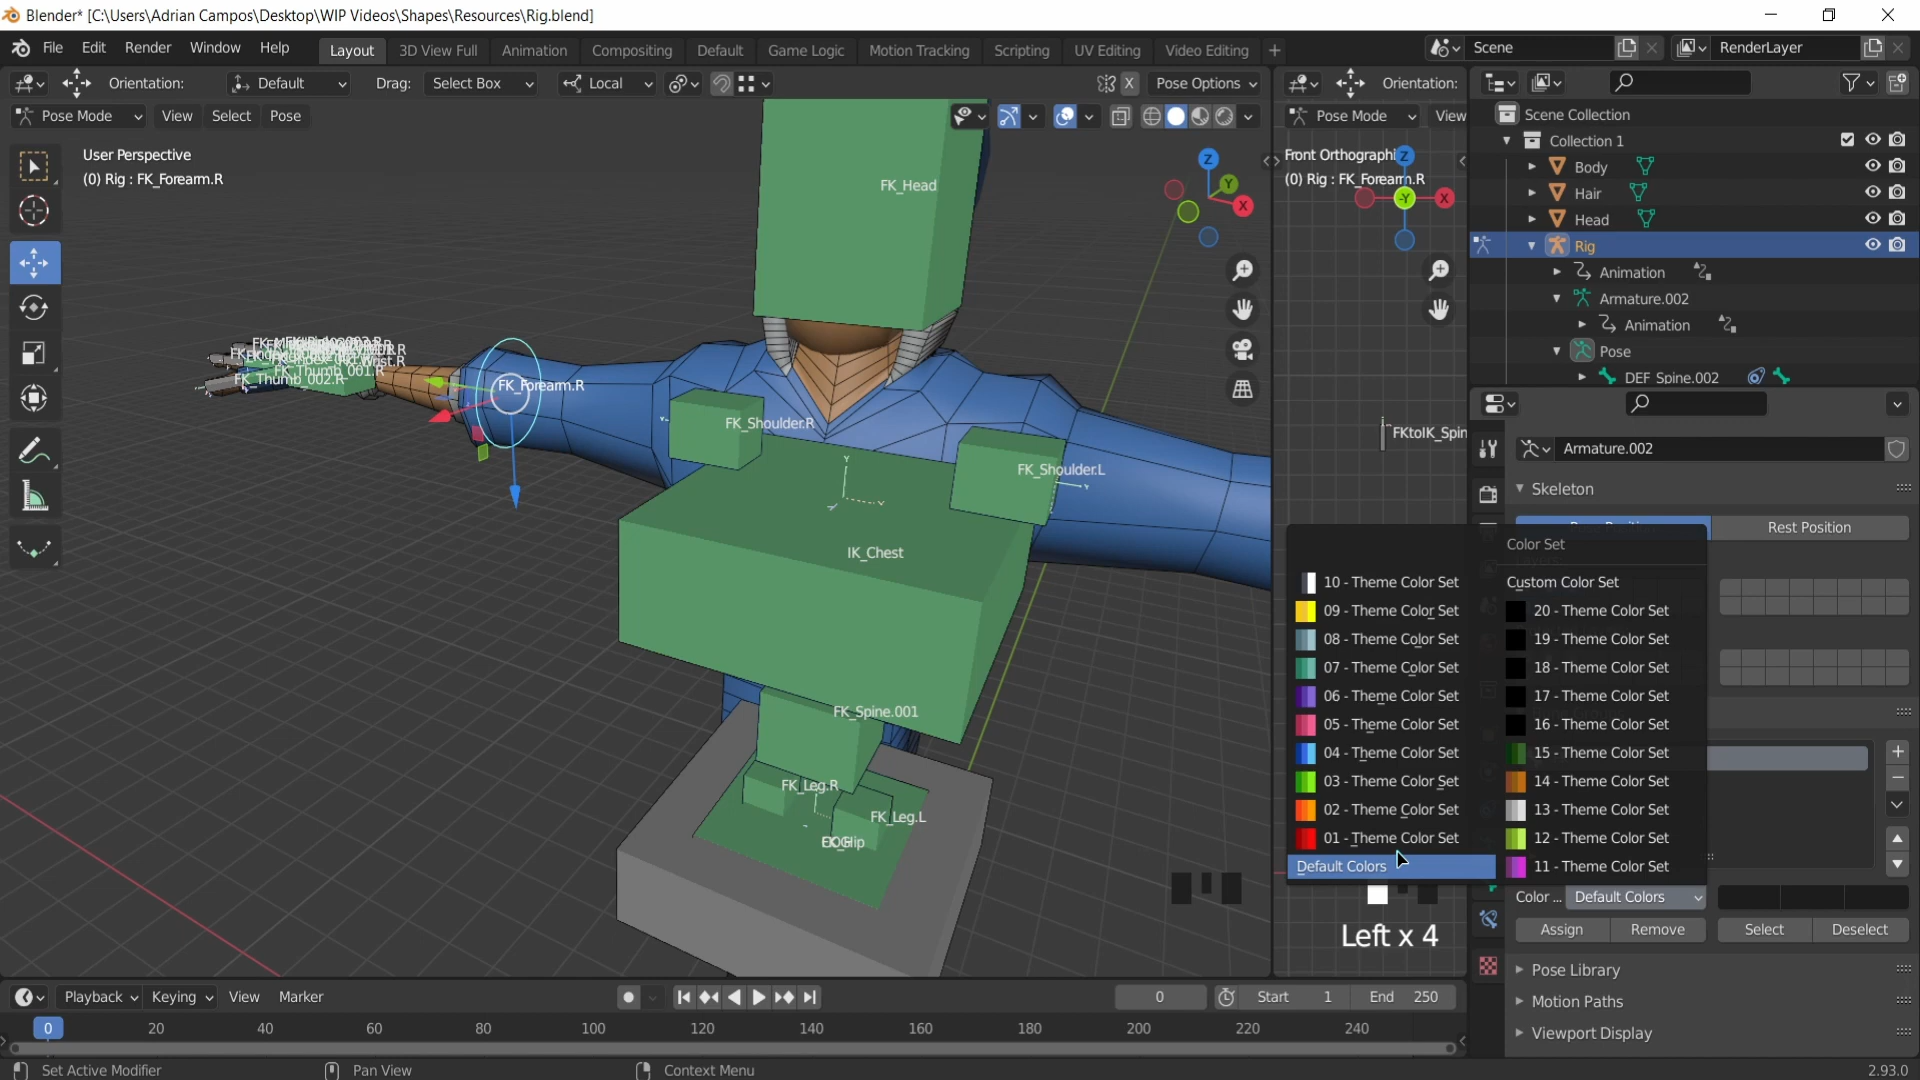 Blender* [C:\Users\Adrian Campos\Desktop\WIP Videos\Shapes\Resources\Rig.blend]
File Edit Render Window Help Layout 3D View Full Animation Compositing Default Game Logic Motion Tracking Scripting UV Editing Video Editing + Scene RenderLayer
Orientation: Default Drag: Select Box Local X Pose Options Orientation:
Pose Mode View Select Pose Pose Mode View
Scene Collection
Collection 1
Body
Hair
Head
Rig
Animation
Armature.002
Animation
Pose
DEF_Spine.002
User Perspective
(0) Rig : FK_Forearm.R
Front Orthographi
(0) Rig : FK_Forearm.R
Z
Y
X
Z
-Y
X
FK_Head
FK_Thumb_001.R
FK_Thumb_002.R
FK_Forearm.R
FK_Shoulder.R
FK_Shoulder.L
IK_Chest
FK_Spine.001
FK_Leg.R
FK_Leg.L
FKtoIK_Spin
Armature.002
Skeleton
Rest Position
Color Set
10 - Theme Color Set Custom Color Set
09 - Theme Color Set 20 - Theme Color Set
08 - Theme Color Set 19 - Theme Color Set
07 - Theme Color Set 18 - Theme Color Set
06 - Theme Color Set 17 - Theme Color Set
05 - Theme Color Set 16 - Theme Color Set
04 - Theme Color Set 15 - Theme Color Set
03 - Theme Color Set 14 - Theme Color Set
02 - Theme Color Set 13 - Theme Color Set
01 - Theme Color Set 12 - Theme Color Set
Default Colors 11 - Theme Color Set
Color ... Default Colors
Assign Remove Select Deselect
Left x 4
Pose Library
Motion Paths
Viewport Display
Playback Keying View Marker 0 Start 1 End 250
0 20 40 60 80 100 120 140 160 180 200 220 240
Set Active Modifier Pan View Context Menu 2.93.0